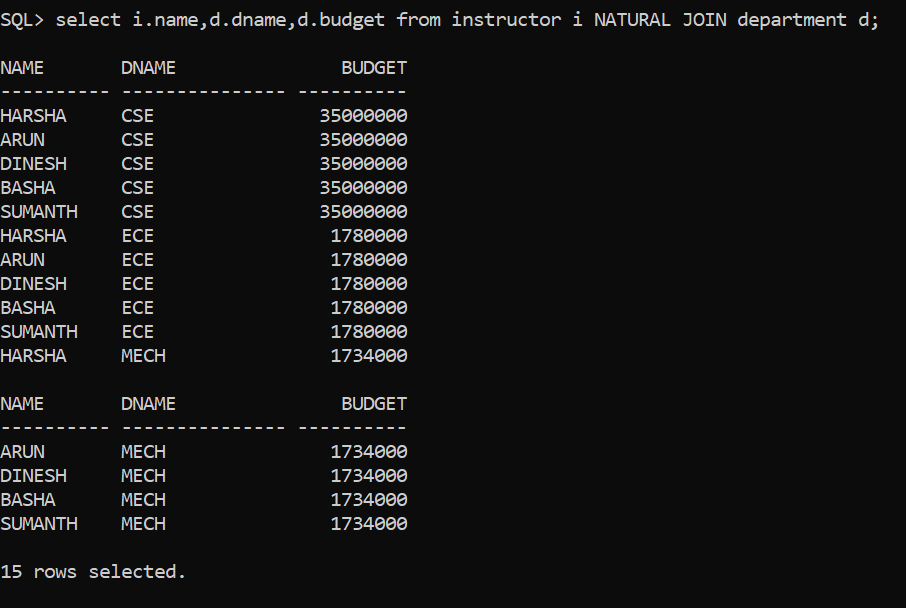 SQL> select i.name,d.dname,d.budget from instructor i NATURAL JOIN department d;
NAME       DNAME               BUDGET
---------- --------------- ----------
HARSHA     CSE               35000000
ARUN       CSE               35000000
DINESH     CSE               35000000
BASHA      CSE               35000000
SUMANTH    CSE               35000000
HARSHA     ECE                1780000
ARUN       ECE                1780000
DINESH     ECE                1780000
BASHA      ECE                1780000
SUMANTH    ECE                1780000
HARSHA     MECH               1734000
NAME       DNAME               BUDGET
---------- --------------- ----------
ARUN       MECH               1734000
DINESH     MECH               1734000
BASHA      MECH               1734000
SUMANTH    MECH               1734000
15 rows selected.